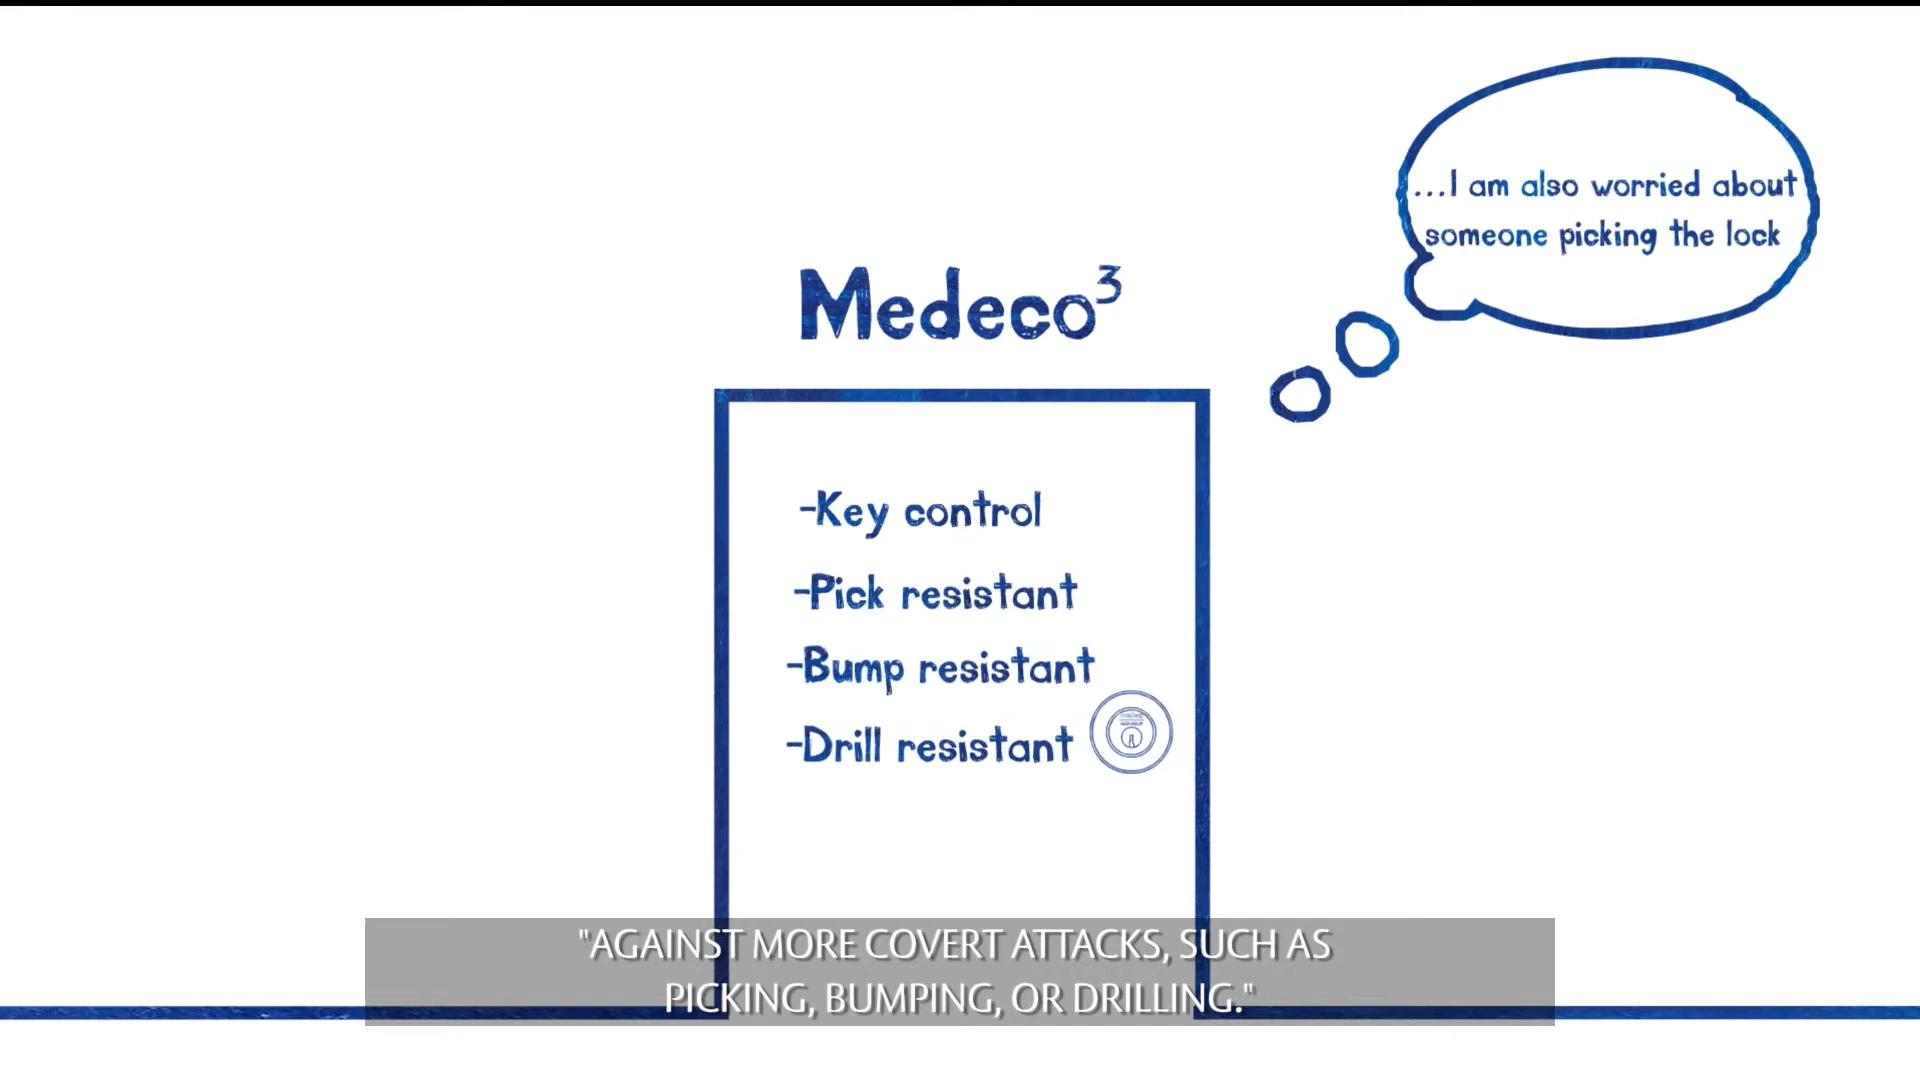 ...I am also worried about
someone picking the lock
Medeco³
-Key control
-Pick resistant
-Bump resistant
-Drill resistant
"AGAINST MORE COVERT ATTACKS, SUCH AS
PICKING, BUMPING, OR DRILLING."